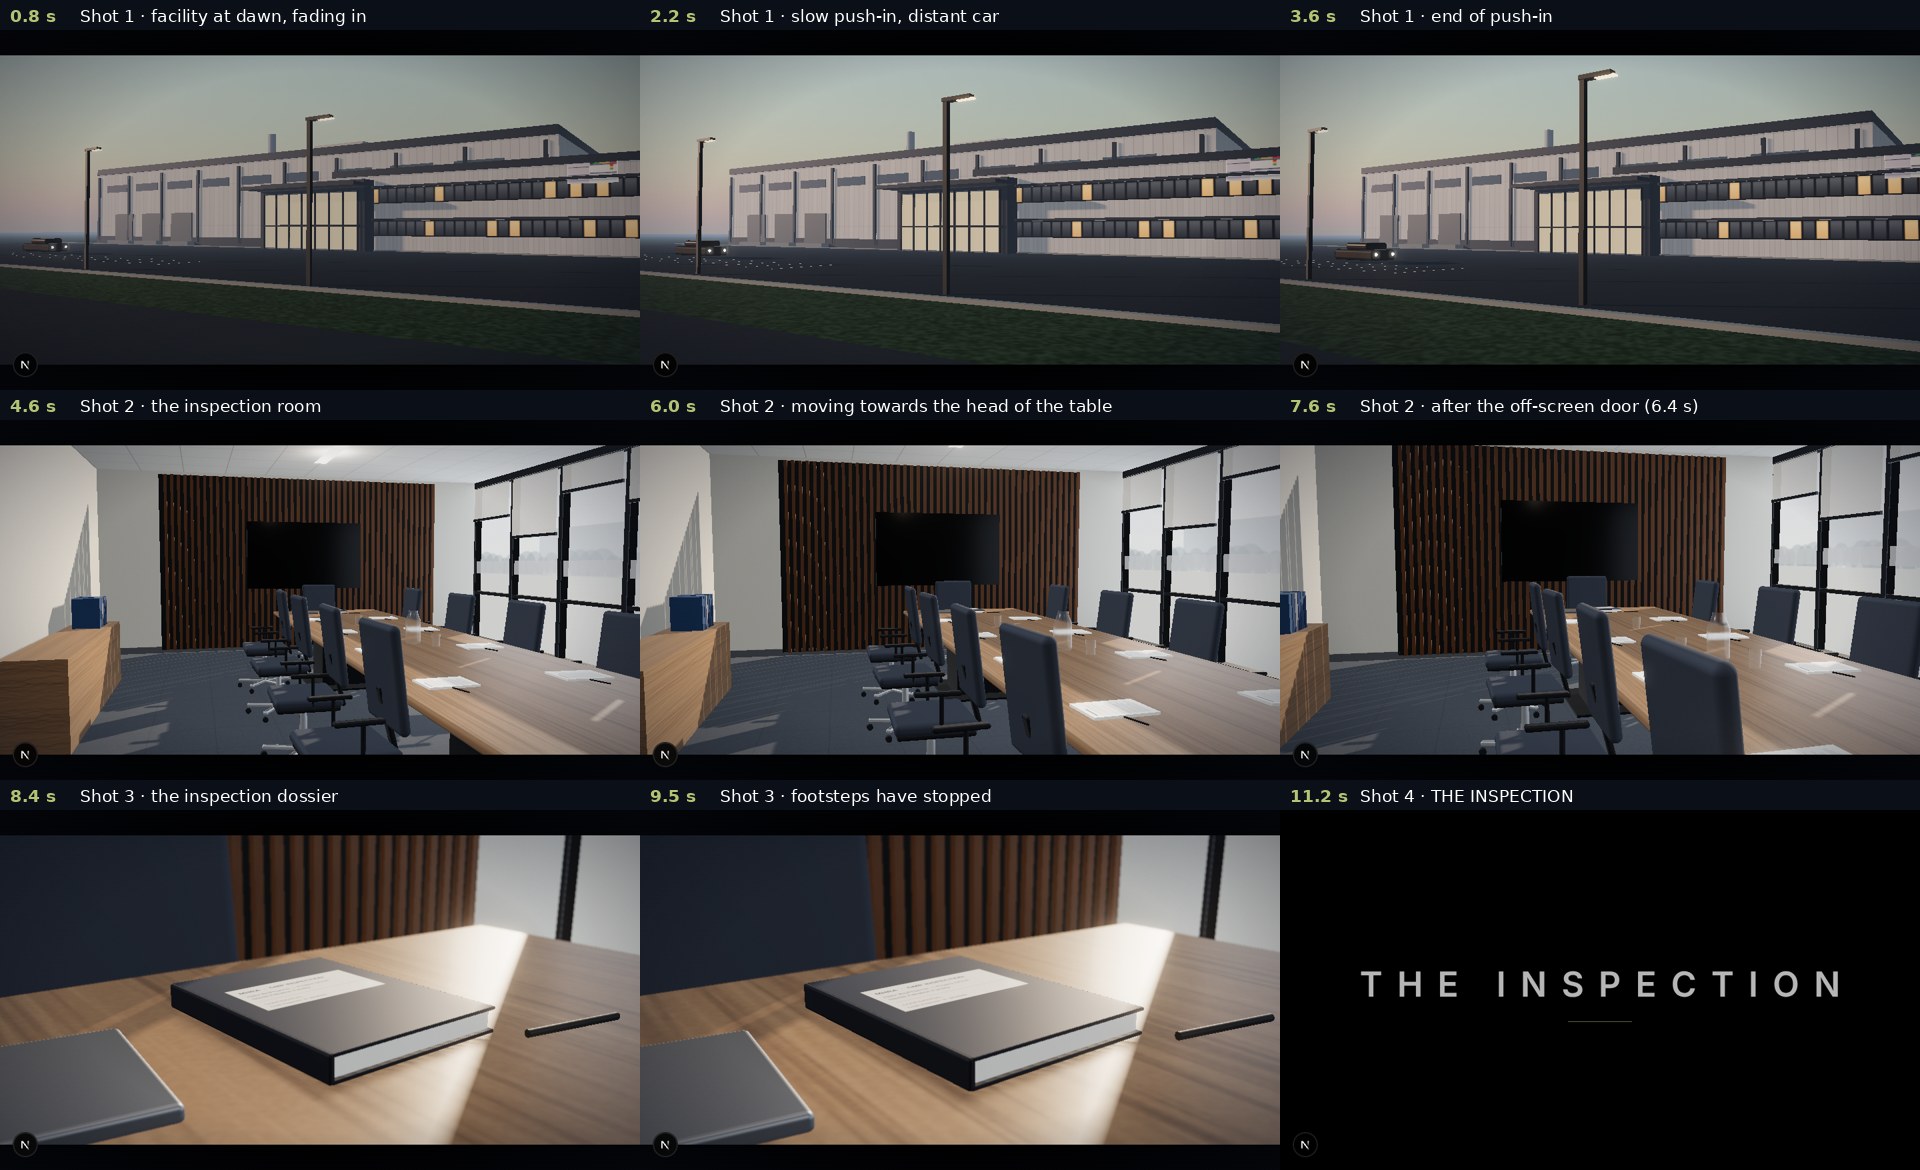 0.8 s Shot 1 · facility at dawn, fading in
2.2 s Shot 1 · slow push-in, distant car
3.6 s Shot 1 · end of push-in
N
N
N
4.6 s Shot 2 · the inspection room
6.0 s Shot 2 · moving towards the head of the table
7.6 s Shot 2 · after the off-screen door (6.4 s)
N
N
N
8.4 s Shot 3 · the inspection dossier
9.5 s Shot 3 · footsteps have stopped
11.2 s Shot 4 · THE INSPECTION
THE INSPECTION
N
N
N